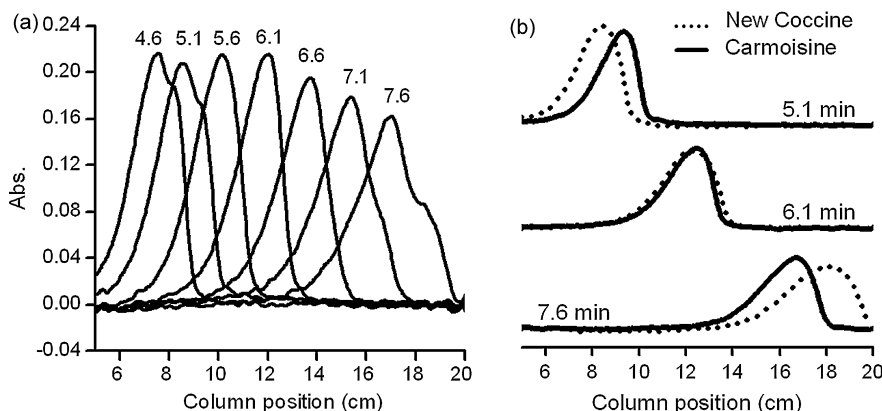 (a)
0.24
0.20
0.16
0.12
0.08
0.04
0.00
-0.04
Abs.
4.6 5.1 5.6 6.1 6.6 7.1 7.6
6 8 10 12 14 16 18 20
Column position (cm)
(b)
New Coccine
Carmoisine
5.1 min
6.1 min
7.6 min
6 8 10 12 14 16 18 20
Column position (cm)